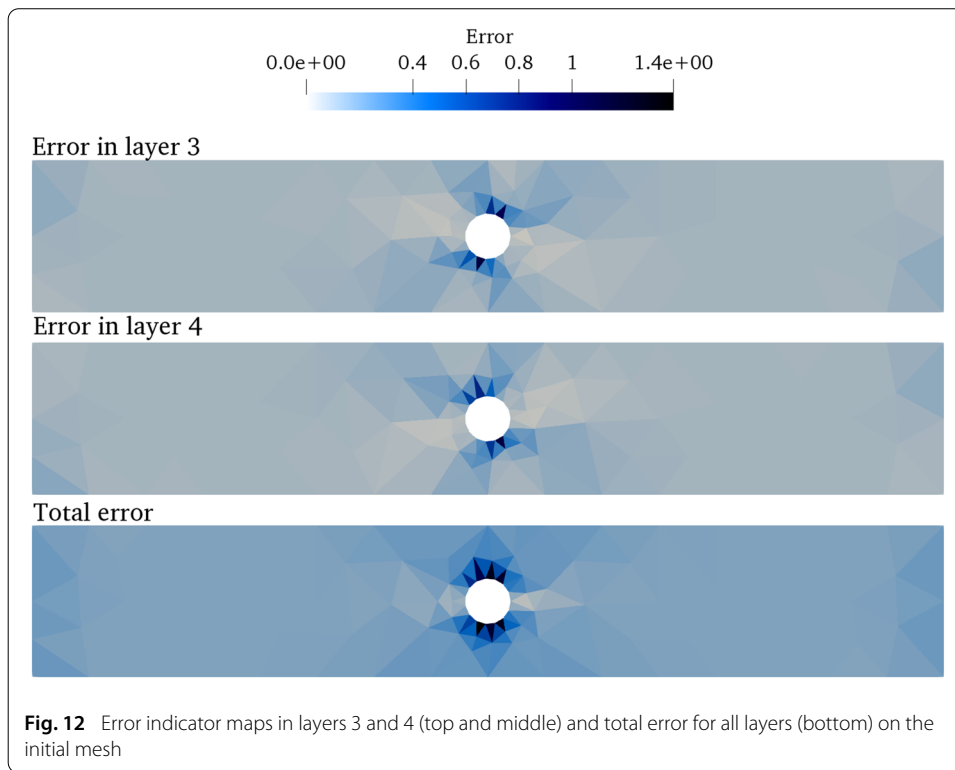 Error
0.0e+00 0.4 0.6 0.8 1 1.4e+00
Error in layer 3
Error in layer 4
Total error
Fig. 12 Error indicator maps in layers 3 and 4 (top and middle) and total error for all layers (bottom) on the
initial mesh